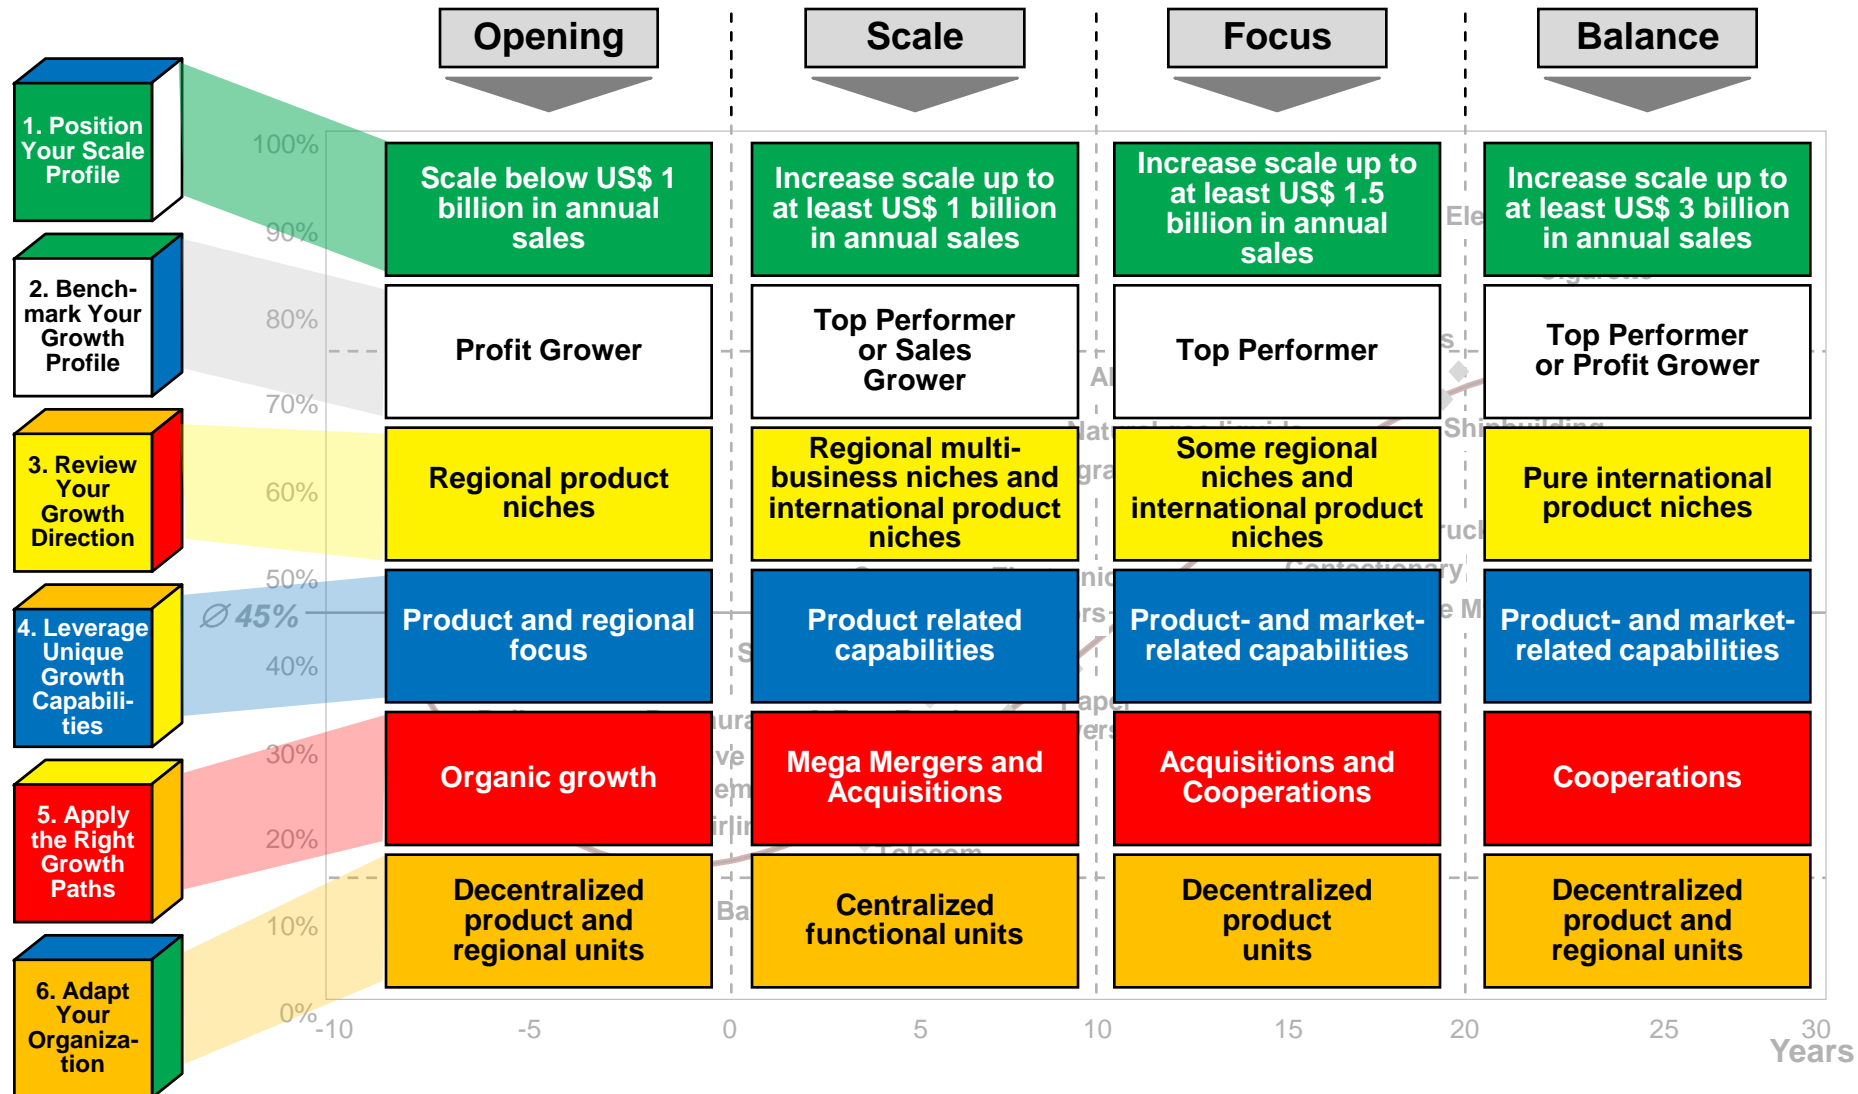 Opening
Scale
Focus
Balance
1. Position
Your Scale
Profile
Scale below US$ 1
billion in annual
sales
Increase scale up to
at least US$ 1 billion
in annual sales
Increase scale up to
at least US$ 1.5
billion in annual
sales
Increase scale up to
at least US$ 3 billion
in annual sales
2. Bench-
mark Your
Growth
Profile
Profit Grower
Top Performer
or Sales
Grower
Top Performer
Top Performer
or Profit Grower
3. Review
Your
Growth
Direction
Regional product
niches
Regional multi-
business niches and
international product
niches
Some regional
niches and
international product
niches
Pure international
product niches
4. Leverage
Unique
Growth
Capabili-
ties
Product and regional
focus
Product related
capabilities
Product- and market-
related capabilities
Product- and market-
related capabilities
5. Apply
the Right
Growth
Paths
Organic growth
Mega Mergers and
Acquisitions
Acquisitions and
Cooperations
Cooperations
6. Adapt
Your
Organiza-
tion
Decentralized
product and
regional units
Centralized
functional units
Decentralized
product
units
Decentralized
product and
regional units
100%
90%
80%
70%
60%
50%
Ø 45%
40%
30%
20%
10%
0%
-10
-5
0
5
10
15
20
25
30
Years
Shipbuilding
Confectionary
Telecom